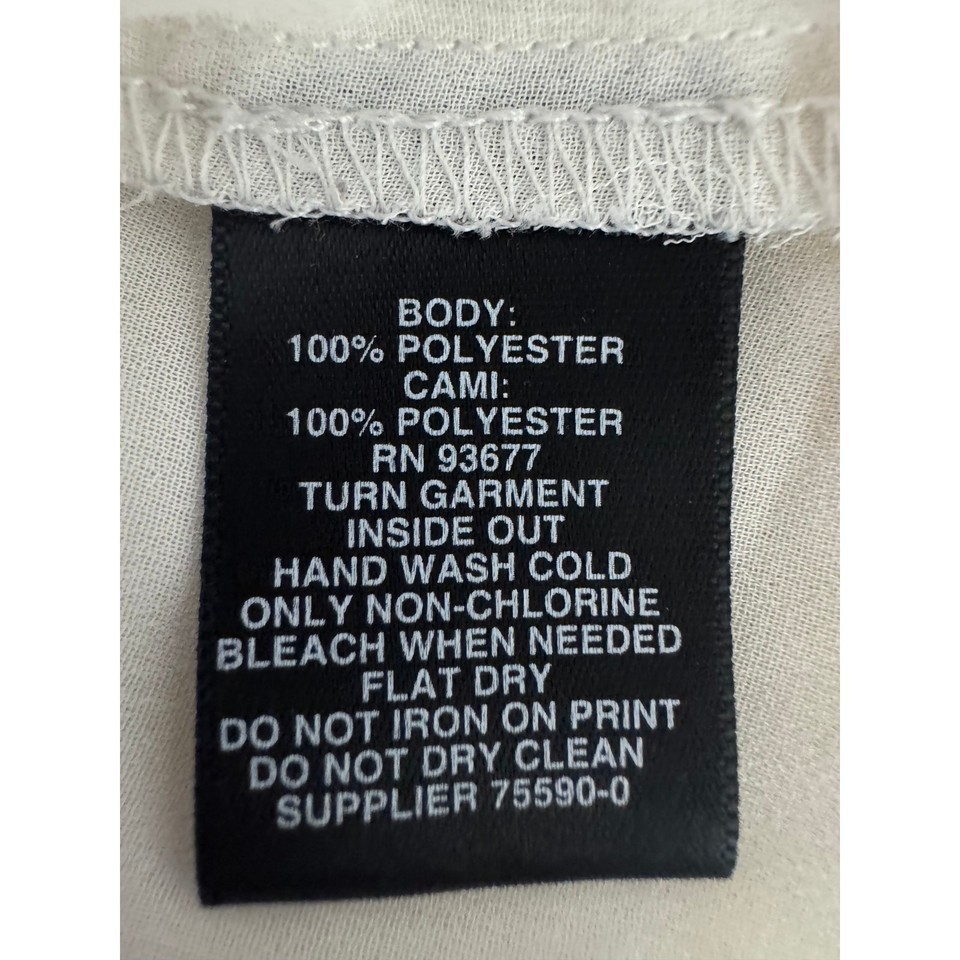 BODY:
100% POLYESTER
CAMI:
100% POLYESTER
RN 93677
TURN GARMENT
INSIDE OUT
HAND WASH COLD
ONLY NON-CHLORINE
BLEACH WHEN NEEDED
FLAT DRY
DO NOT IRON ON PRINT
DO NOT DRY CLEAN
SUPPLIER 75590-0